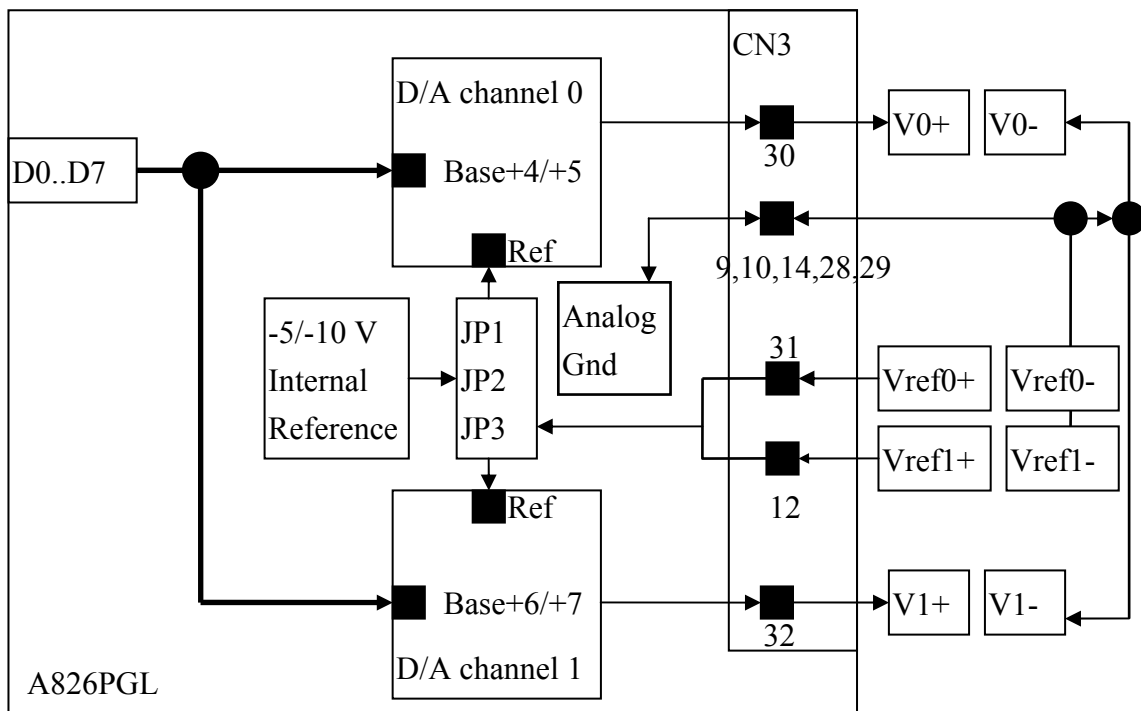 CN3
D/A channel 0
V0+
V0-
30
D0..D7
Base+4/+5
Ref
9,10,14,28,29
-5/-10 V
Internal
Reference
JP1
JP2
JP3
Analog
Gnd
31
Vref0+
Vref0-
Vref1+
Vref1-
12
Ref
Base+6/+7
V1+
V1-
32
D/A channel 1
A826PGL